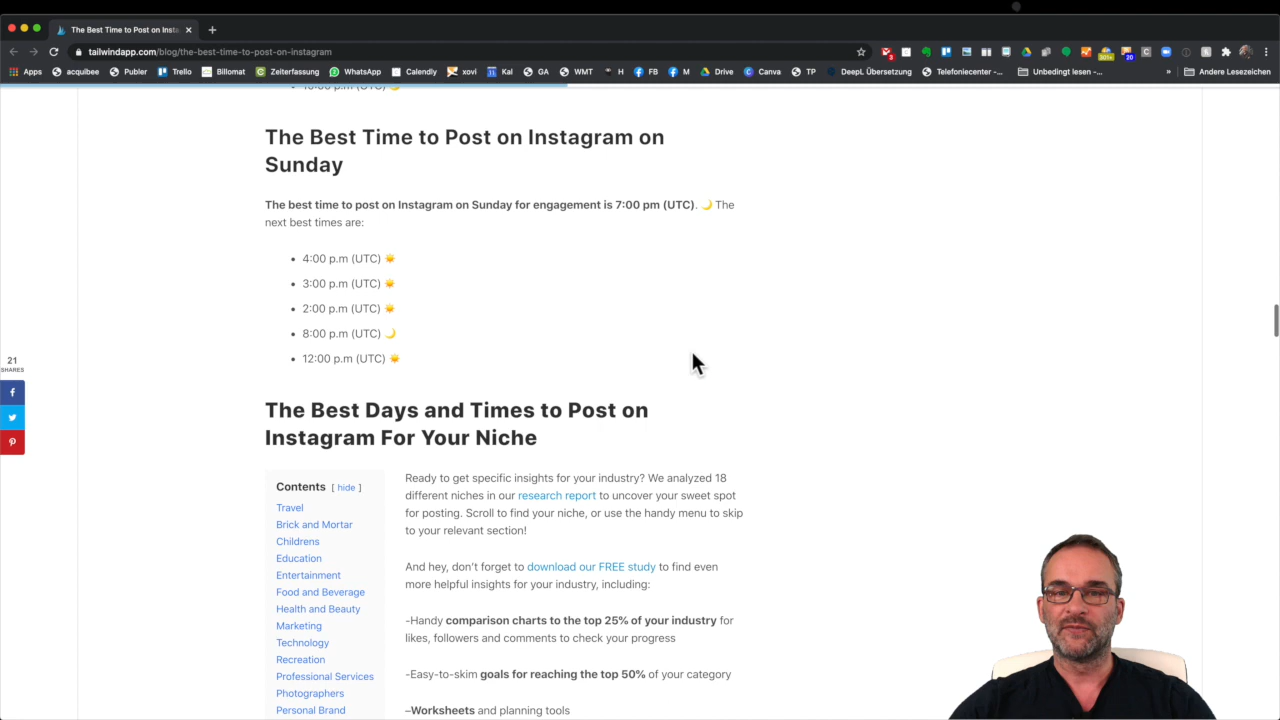 The Best Time to Post on Insta
tailwindapp.com/blog/the-best-time-to-post-on-instagram
Apps acquibee Publer Trello Billomat Zeiterfassung WhatsApp Calendly xovi Kal GA WMT H FB M Drive Canva TP DeepL Übersetzung Telefoniecenter -... Unbedingt lesen -... » Andere Lesezeichen
10:00 p.m (UTC)
The Best Time to Post on Instagram on
Sunday
The best time to post on Instagram on Sunday for engagement is 7:00 pm (UTC). 🌙 The
next best times are:
• 4:00 p.m (UTC) ☀️
• 3:00 p.m (UTC) ☀️
• 2:00 p.m (UTC) ☀️
• 8:00 p.m (UTC) 🌙
• 12:00 p.m (UTC) ☀️
21
SHARES
The Best Days and Times to Post on
Instagram For Your Niche
Contents [ hide ]
Travel
Brick and Mortar
Childrens
Education
Entertainment
Food and Beverage
Health and Beauty
Marketing
Technology
Recreation
Professional Services
Photographers
Personal Brand
Ready to get specific insights for your industry? We analyzed 18
different niches in our research report to uncover your sweet spot
for posting. Scroll to find your niche, or use the handy menu to skip
to your relevant section!
And hey, don't forget to download our FREE study to find even
more helpful insights for your industry, including:
-Handy comparison charts to the top 25% of your industry for
likes, followers and comments to check your progress
-Easy-to-skim goals for reaching the top 50% of your category
–Worksheets and planning tools